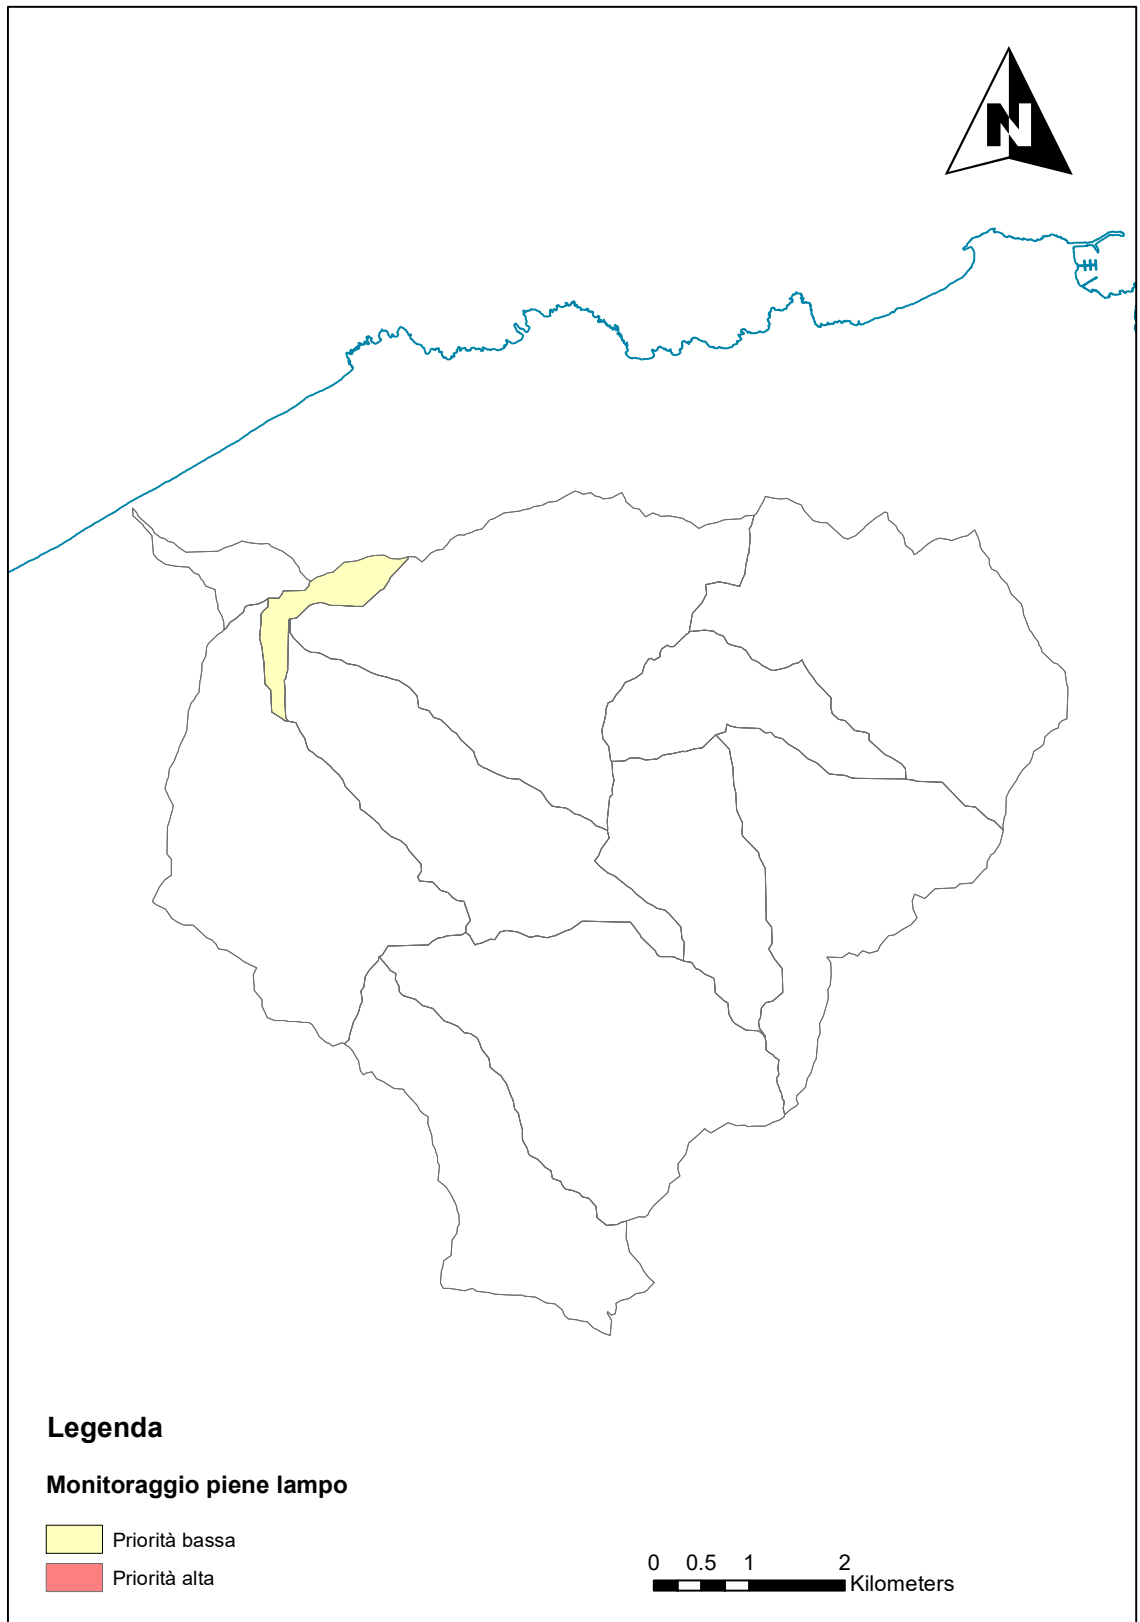 N
Legenda
Monitoraggio piene lampo
Priorità bassa
Priorità alta
0 0.5 1 2
Kilometers